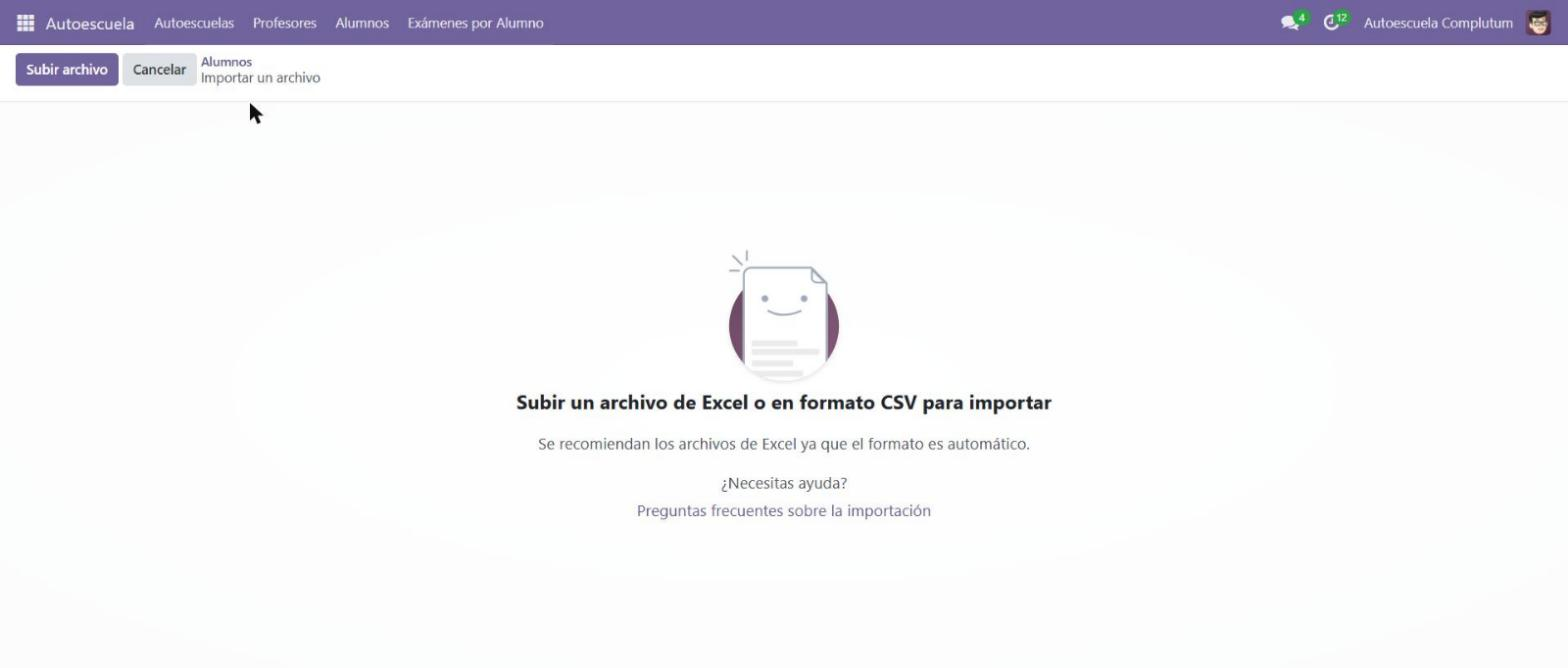 Autoescuela Autoescuelas Profesores Alumnos Exámenes por Alumno 4 12 Autoescuela Complutum
Subir archivo Cancelar Alumnos
Importar un archivo
Subir un archivo de Excel o en formato CSV para importar
Se recomiendan los archivos de Excel ya que el formato es automático.
¿Necesitas ayuda?
Preguntas frecuentes sobre la importación